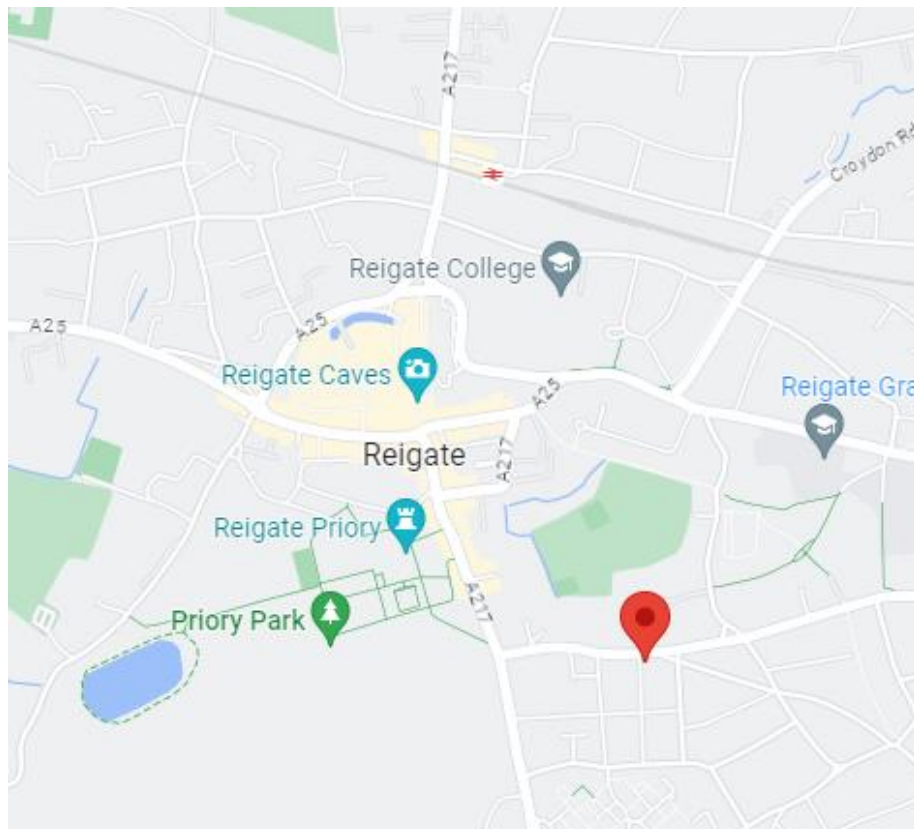 A217
Croydon Rd
Reigate College
A25
A25
Reigate Caves
A25
Reigate Gra
Reigate
A217
Reigate Priory
A217
Priory Park